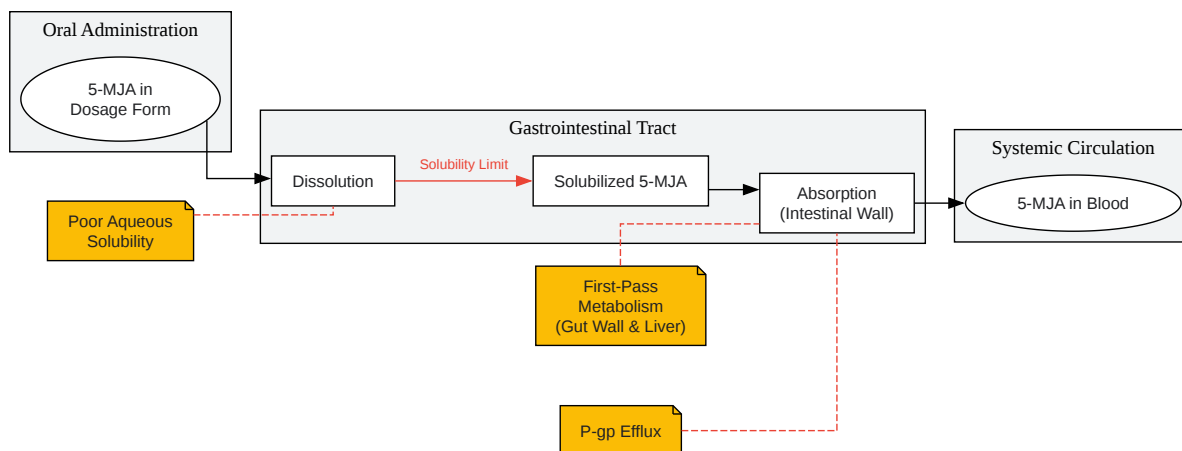 Oral Administration
5-MJA in
Dosage Form
Gastrointestinal Tract
Dissolution
Solubility Limit
Solubilized 5-MJA
Absorption
(Intestinal Wall)
Systemic Circulation
5-MJA in Blood
Poor Aqueous
Solubility
First-Pass
Metabolism
(Gut Wall & Liver)
P-gp Efflux